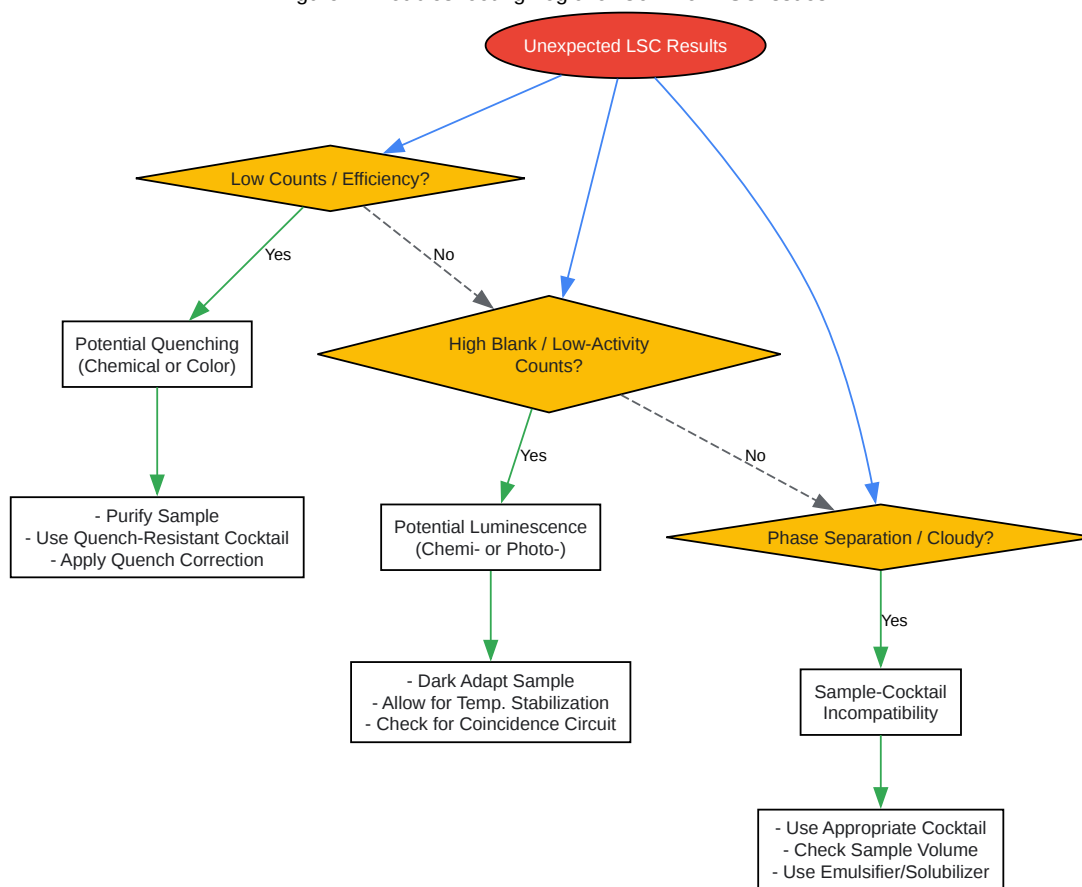 Unexpected LSC Results
Low Counts / Efficiency?
Yes
No
Potential Quenching
(Chemical or Color)
High Blank / Low-Activity
Counts?
- Purify Sample
- Use Quench-Resistant Cocktail
- Apply Quench Correction
Yes
No
Potential Luminescence
(Chemi- or Photo-)
Phase Separation / Cloudy?
Yes
- Dark Adapt Sample
- Allow for Temp. Stabilization
- Check for Coincidence Circuit
Sample-Cocktail
Incompatibility
- Use Appropriate Cocktail
- Check Sample Volume
- Use Emulsifier/Solubilizer